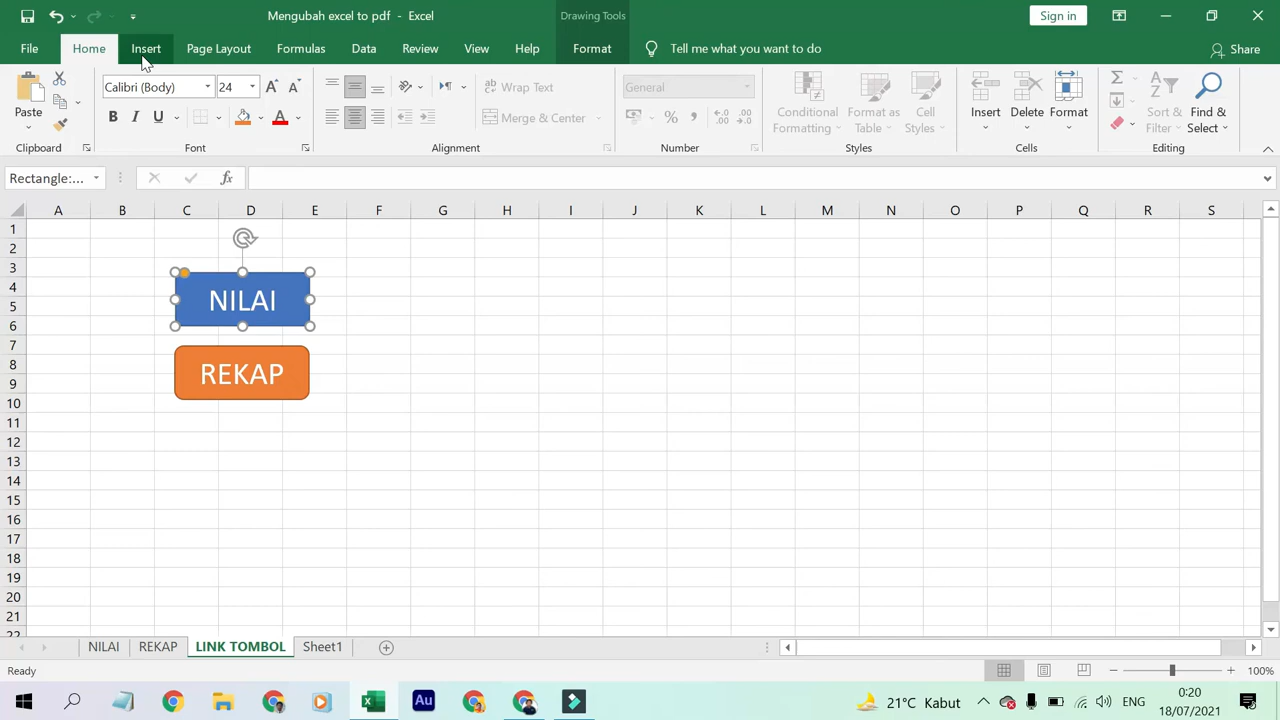 Mengubah excel to pdf - Excel
Drawing Tools
Sign in
File Home Insert Page Layout Formulas Data Review View Help Format Tell me what you want to do Share
Paste
Calibri (Body) 24
B I U
Wrap Text
Merge & Center
General
Conditional Formatting
Format as Table
Cell Styles
Insert
Delete
Format
Sort & Filter
Find & Select
Clipboard Font Alignment Number Styles Cells Editing
Rectangle:... fx
A B C D E F G H I J K L M N O P Q R S
1
2
3
4
5
6
7
8
9
10
11
12
13
14
15
16
17
18
19
20
21
22
NILAI
REKAP
NILAI REKAP LINK TOMBOL Sheet1
Ready 100%
Au 21°C Kabut ENG
0:20
18/07/2021